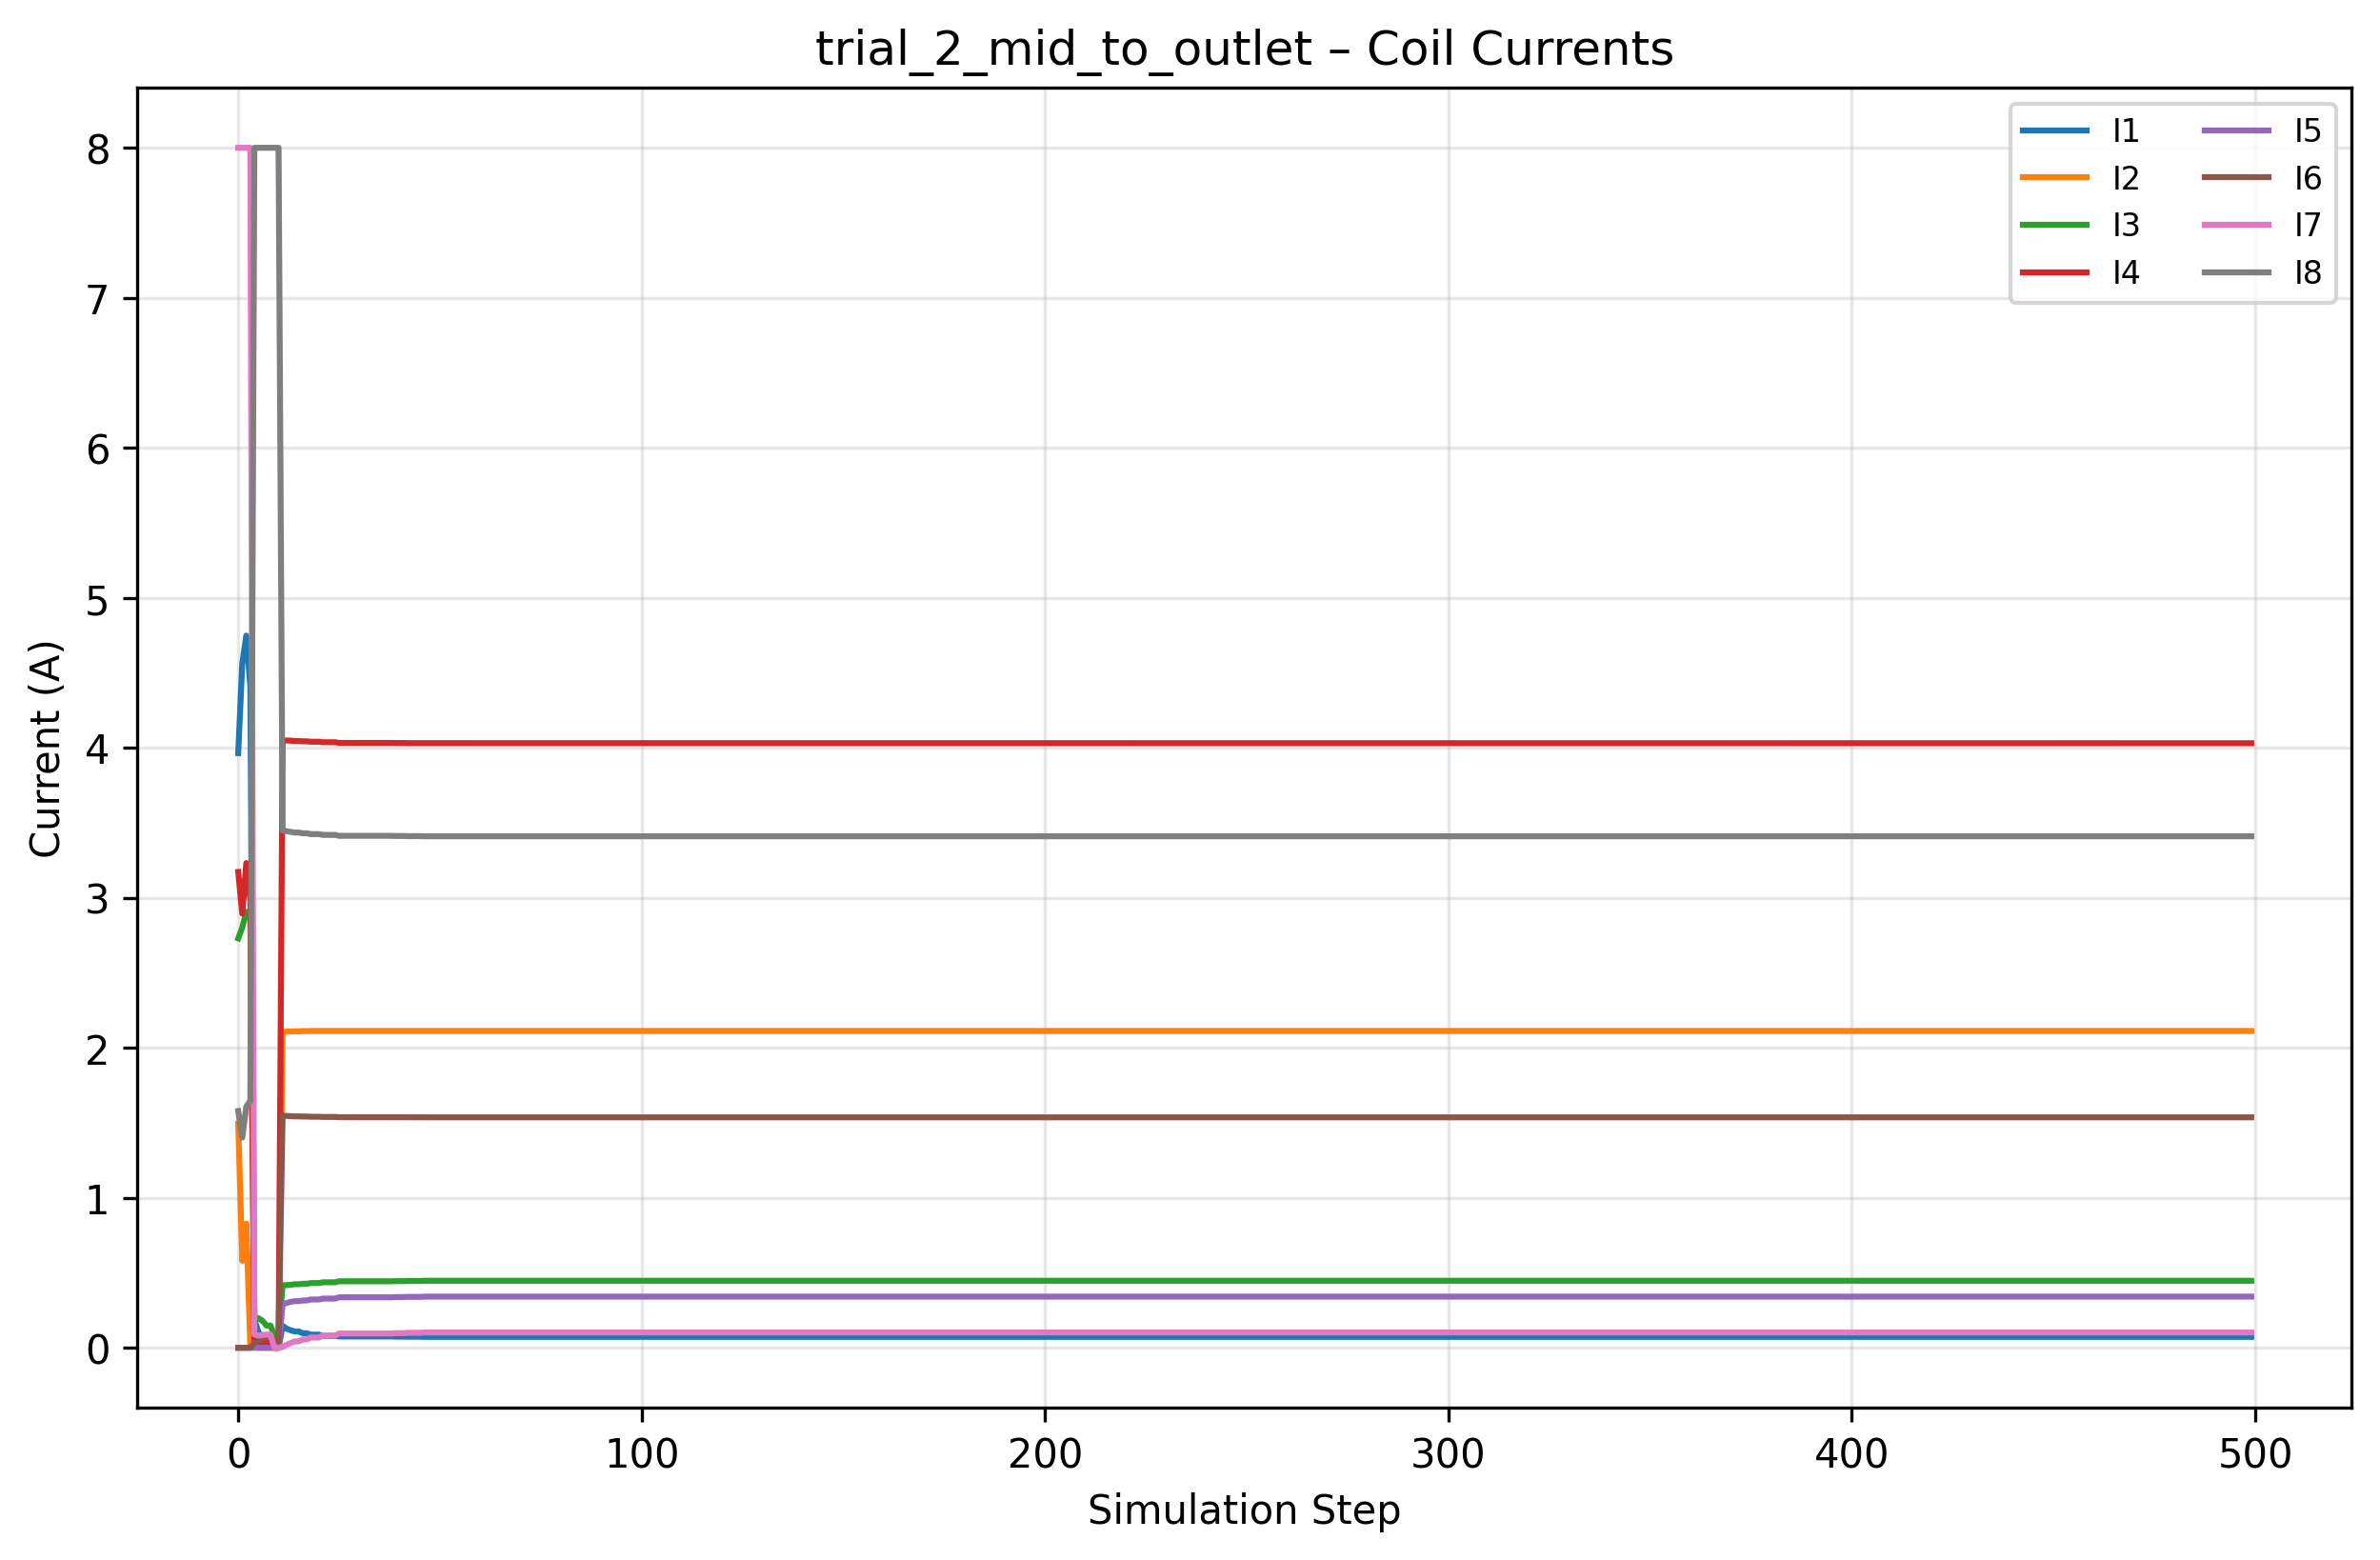 trial_2_mid_to_outlet – Coil Currents
I1
I2
I3
I4
I5
I6
I7
I8
8
7
6
5
4
3
2
1
0
Current (A)
0
100
200
300
400
500
Simulation Step